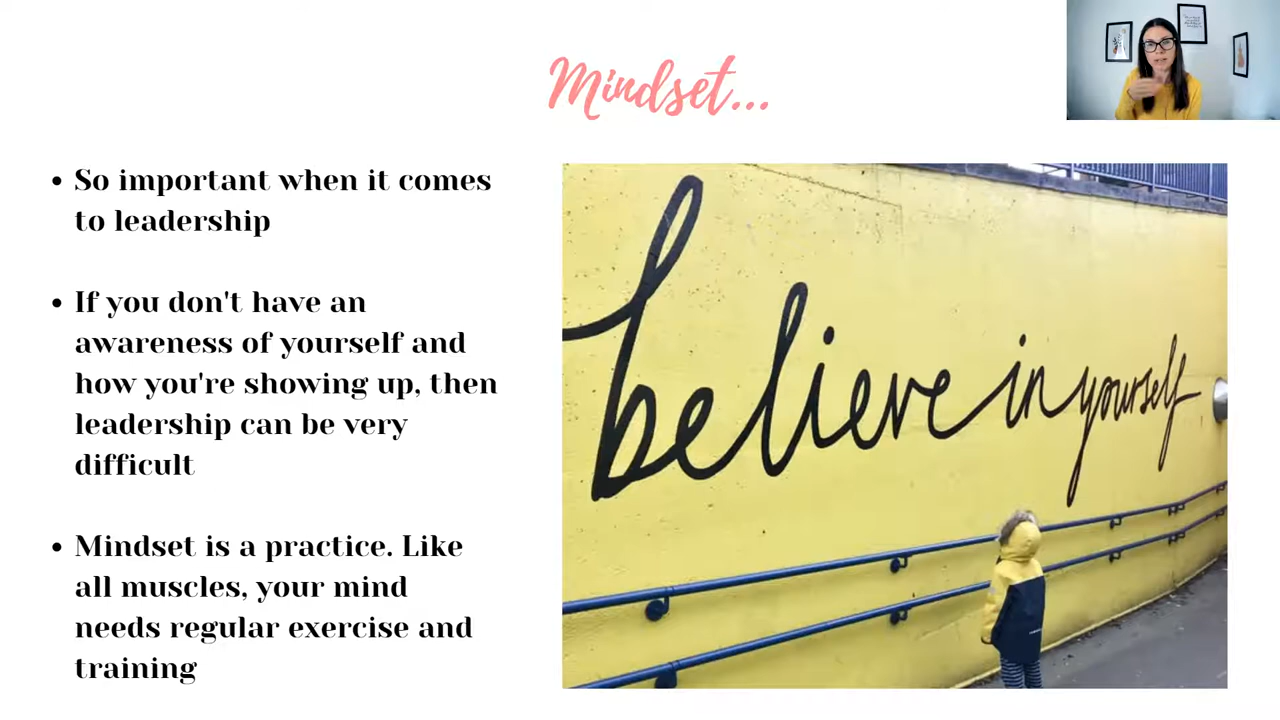 Mindset...
• So important when it comes
to leadership
• If you don't have an
awareness of yourself and
how you're showing up, then
leadership can be very
difficult
• Mindset is a practice. Like
all muscles, your mind
needs regular exercise and
training
believe in yourself